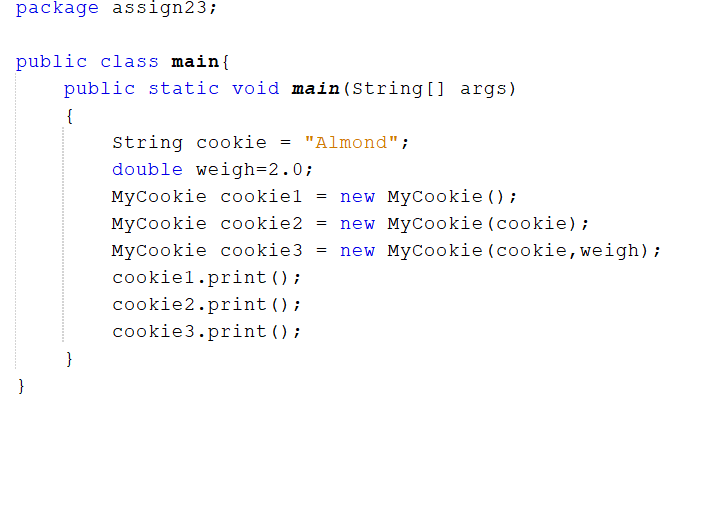 package assign23;
public class main{
public static void main(String[] args)
{
String cookie = "Almond";
double weigh=2.0;
MyCookie cookie1 = new MyCookie();
MyCookie cookie2 = new MyCookie(cookie);
MyCookie cookie3 = new MyCookie(cookie,weigh);
cookie1.print();
cookie2.print();
cookie3.print();
}
}